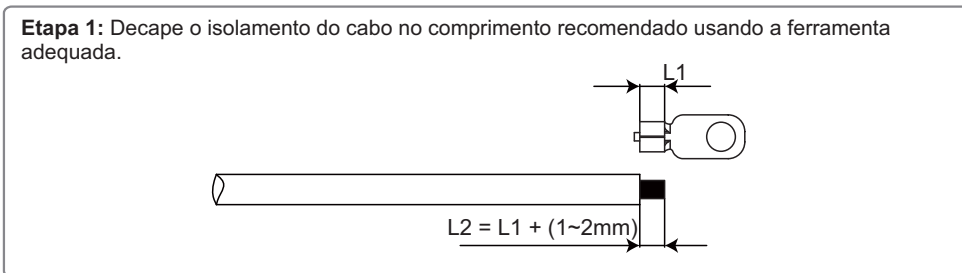 Etapa 1: Decape o isolamento do cabo no comprimento recomendado usando a ferramenta
adequada.
L1
L2 = L1 + (1~2mm)